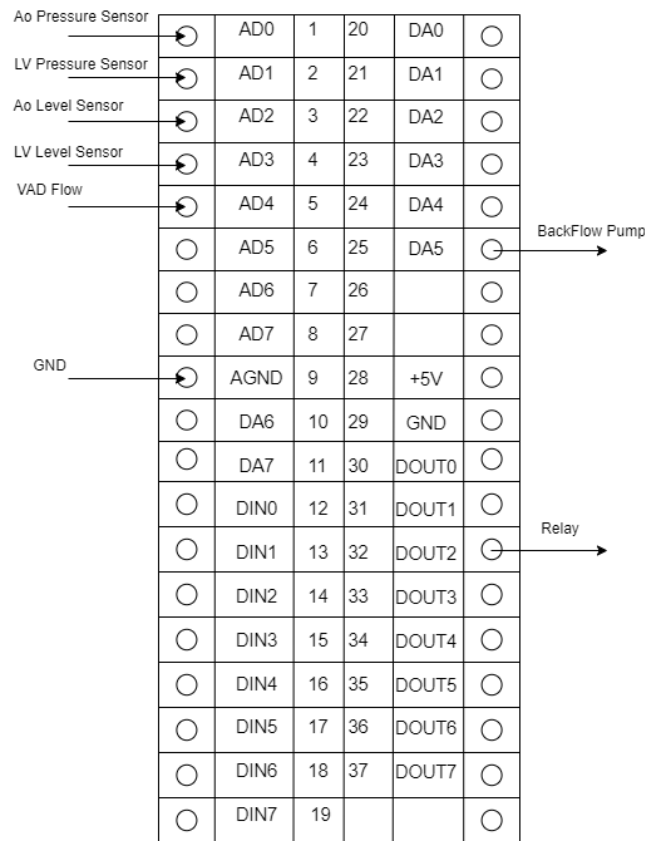 Ao Pressure Sensor AD0 1 20 DA0
LV Pressure Sensor AD1 2 21 DA1
Ao Level Sensor AD2 3 22 DA2
LV Level Sensor AD3 4 23 DA3
VAD Flow AD4 5 24 DA4
AD5 6 25 DA5 BackFlow Pump
AD6 7 26
AD7 8 27
GND AGND 9 28 +5V
DA6 10 29 GND
DA7 11 30 DOUT0
DIN0 12 31 DOUT1
DIN1 13 32 DOUT2 Relay
DIN2 14 33 DOUT3
DIN3 15 34 DOUT4
DIN4 16 35 DOUT5
DIN5 17 36 DOUT6
DIN6 18 37 DOUT7
DIN7 19